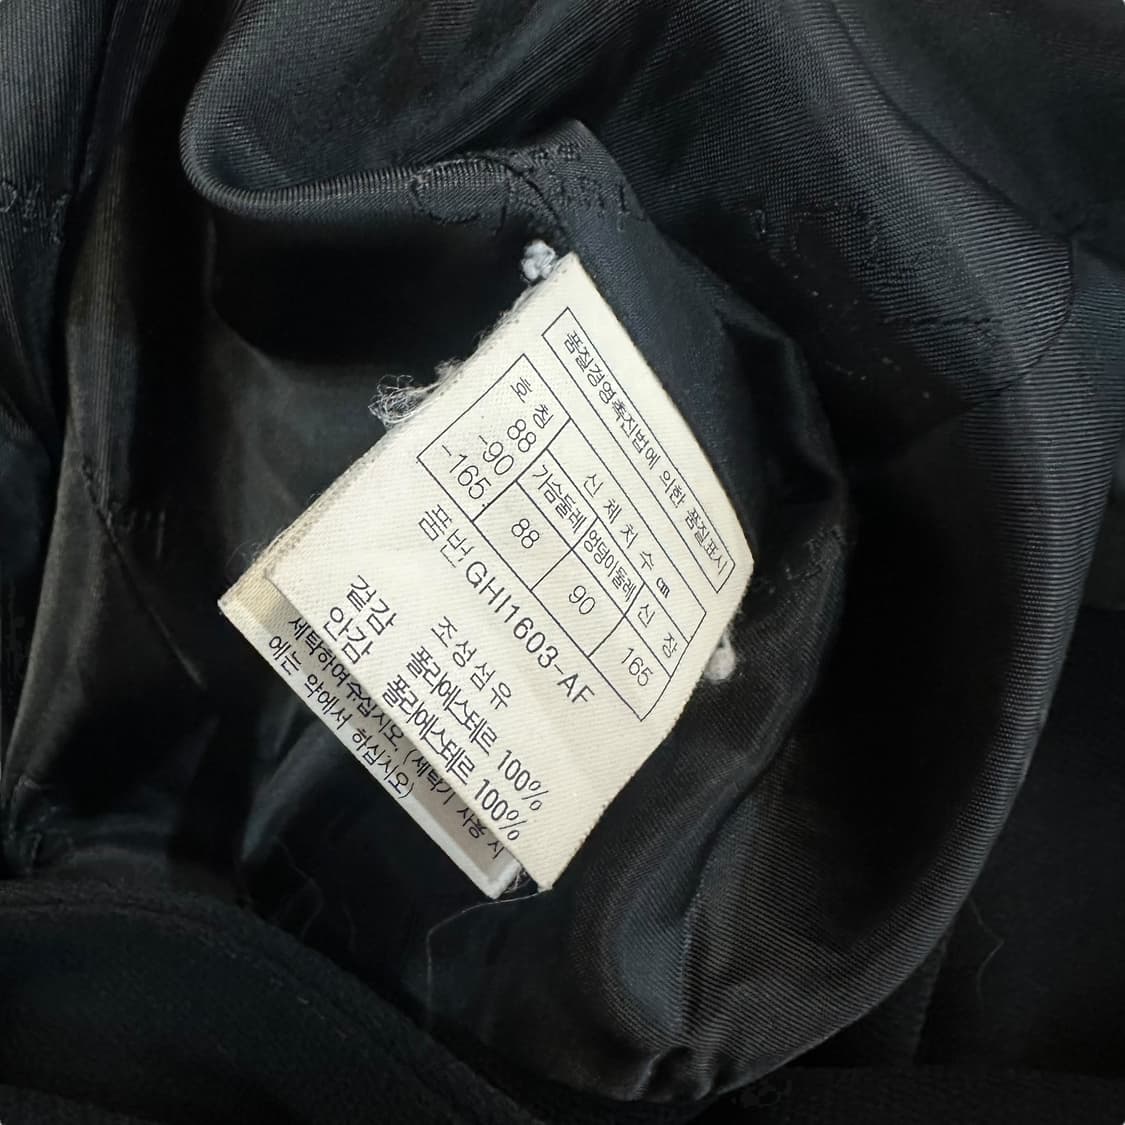 품질경영촉진법에 의한 품질표시
호 칭
88
-90
-165
신 체 치 수 ㎝
가슴둘레 엉덩이둘레 신 장
88 90 165
품번:GHI1603-AF
조성섬유
겉감 폴리에스테르 100%
안감 폴리에스테르 100%
세탁하여주십시오. (세탁기 사용 시
에는 약에서 하십시오)